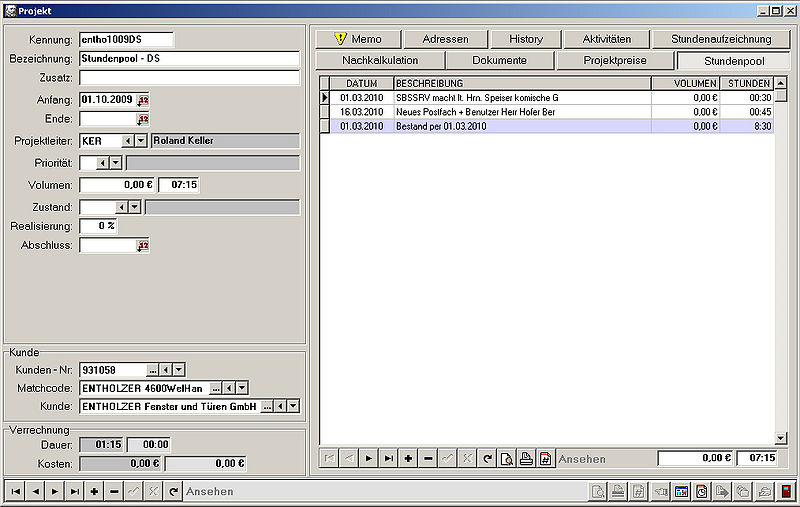 Projekt
Kennung: entho1009DS
Bezeichnung: Stundenpool - DS
Zusatz:
Anfang: 01.10.2009
Ende:
Projektleiter: KER Roland Keller
Priorität:
Volumen: 0,00 € 07:15
Zustand:
Realisierung: 0 %
Abschluss:
Kunde
Kunden - Nr: 931058 ...
Matchcode: ENTHOLZER 4600WelHan ...
Kunde: ENTHOLZER Fenster und Türen GmbH ...
Verrechnung
Dauer: 01:15 00:00
Kosten: 0,00 € 0,00 €
Ansehen
Memo Adressen History Aktivitäten Stundenaufzeichnung
Nachkalkulation Dokumente Projektpreise Stundenpool
DATUM BESCHREIBUNG VOLUMEN STUNDEN
01.03.2010 SBSSRV macht lt. Hrn. Speiser komische G 0,00 € 00:30
16.03.2010 Neues Postfach + Benutzer Herr Hofer Ber 0,00 € 00:45
01.03.2010 Bestand per 01.03.2010 0,00 € 8:30
Ansehen 0,00 € 07:15